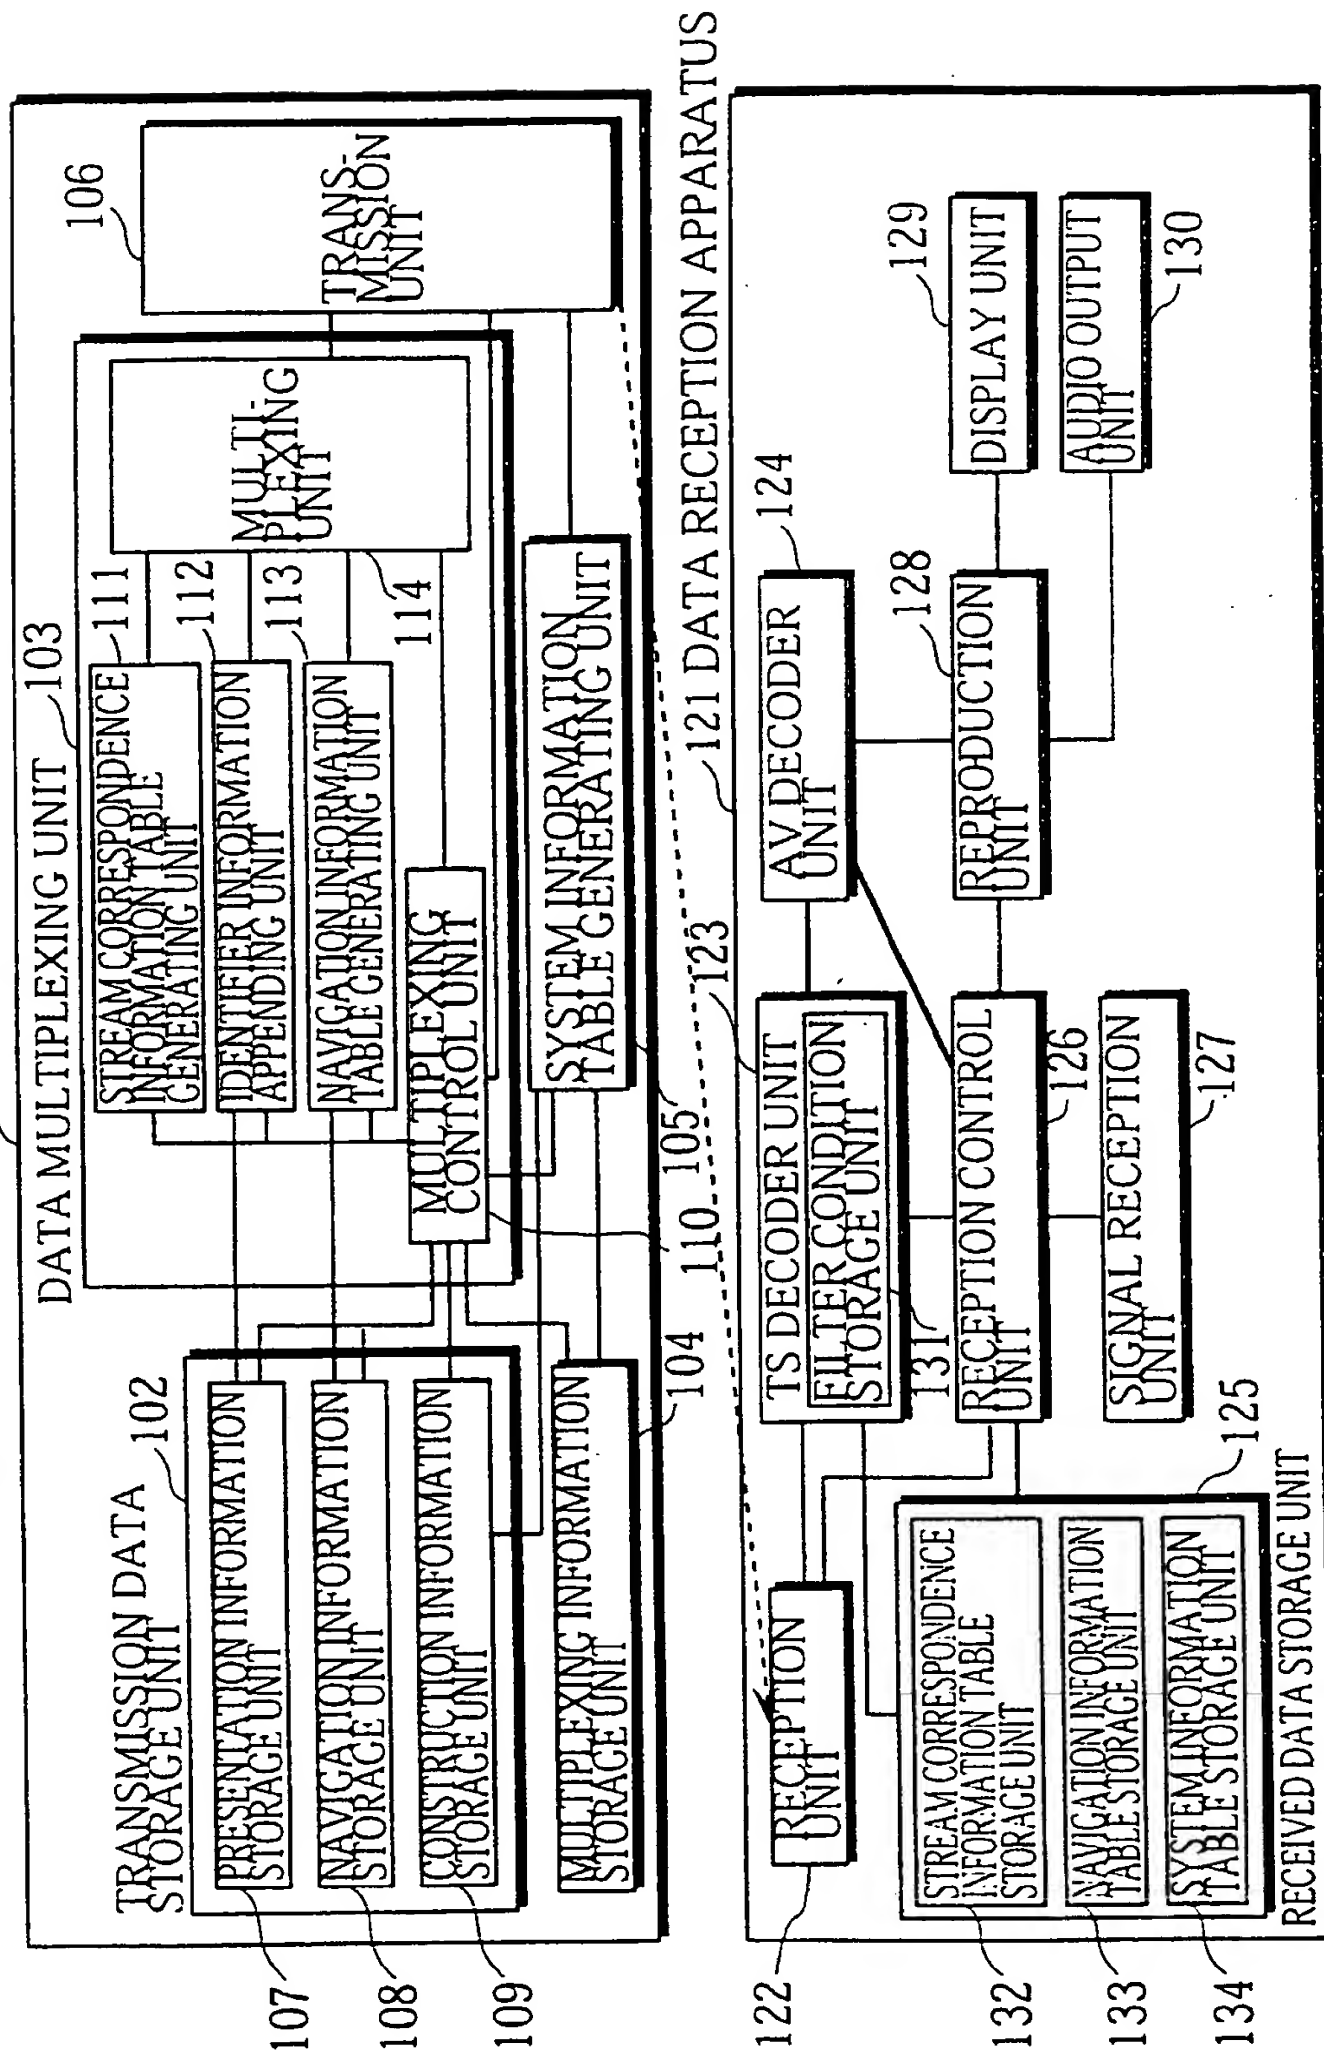 TRANSMISSION DATA
STORAGE UNIT
102
PRESENTATION INFORMATION
STORAGE UNIT
107
NAVIGATION INFORMATION
STORAGE UNIT
108
CONSTRUCTION INFORMATION
STORAGE UNIT
109
MULTIPLEXING INFORMATION
STORAGE UNIT
104
DATA MULTIPLEXING UNIT
103
STREAM CORRESPONDENCE
INFORMATION TABLE
GENERATING UNIT
111
IDENTIFIER INFORMATION
APPENDING UNIT
112
NAVIGATION INFORMATION
TABLE GENERATING UNIT
113
MULTIPLEXING
CONTROL UNIT
110
MULTI-
PLEXING
UNIT
114
SYSTEM INFORMATION
TABLE GENERATING UNIT
105
TRANS-
MISSION
UNIT
106
121 DATA RECEPTION APPARATUS
RECEPTION
UNIT
122
TS DECODER UNIT
123
FILTER CONDITION
STORAGE UNIT
131
AV DECODER
UNIT
124
RECEPTION CONTROL
UNIT
126
REPRODUCTION
UNIT
128
DISPLAY UNIT
129
AUDIO OUTPUT
UNIT
130
SIGNAL RECEPTION
UNIT
127
125
STREAM CORRESPONDENCE
INFORMATION TABLE
STORAGE UNIT
132
NAVIGATION INFORMATION
TABLE STORAGE UNIT
133
SYSTEM INFORMATION
TABLE STORAGE UNIT
134
RECEIVED DATA STORAGE UNIT